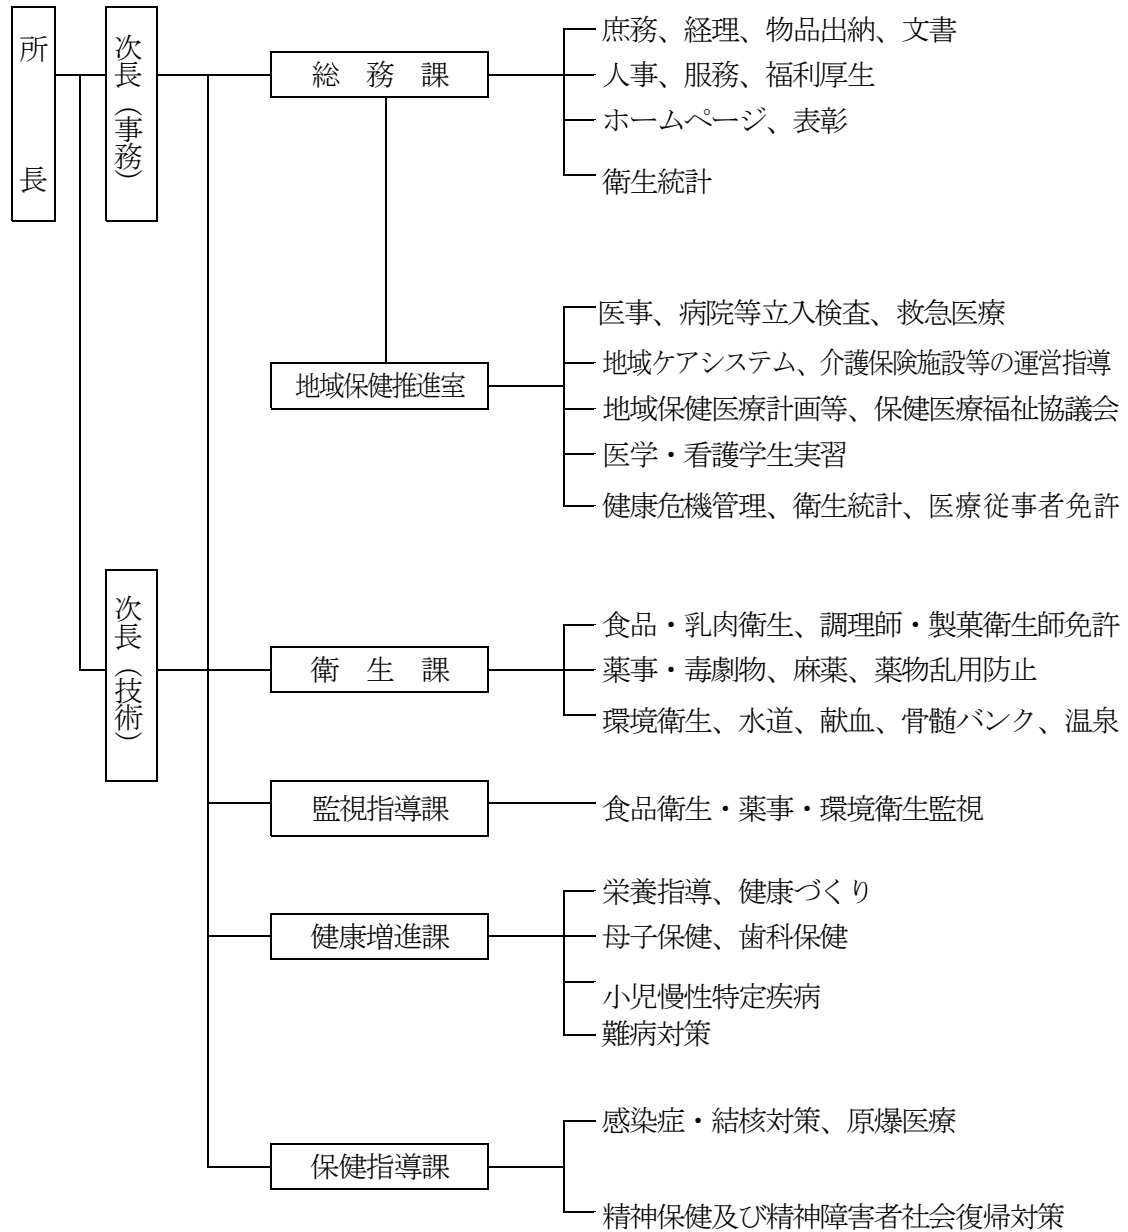 所長
次長（事務）
総務課
庶務、経理、物品出納、文書
人事、服務、福利厚生
ホームページ、表彰
衛生統計
地域保健推進室
医事、病院等立入検査、救急医療
地域ケアシステム、介護保険施設等の運営指導
地域保健医療計画等、保健医療福祉協議会
医学・看護学生実習
健康危機管理、衛生統計、医療従事者免許
次長（技術）
衛生課
食品・乳肉衛生、調理師・製菓衛生師免許
薬事・毒劇物、麻薬、薬物乱用防止
環境衛生、水道、献血、骨髄バンク、温泉
監視指導課
食品衛生・薬事・環境衛生監視
健康増進課
栄養指導、健康づくり
母子保健、歯科保健
小児慢性特定疾病
難病対策
保健指導課
感染症・結核対策、原爆医療
精神保健及び精神障害者社会復帰対策